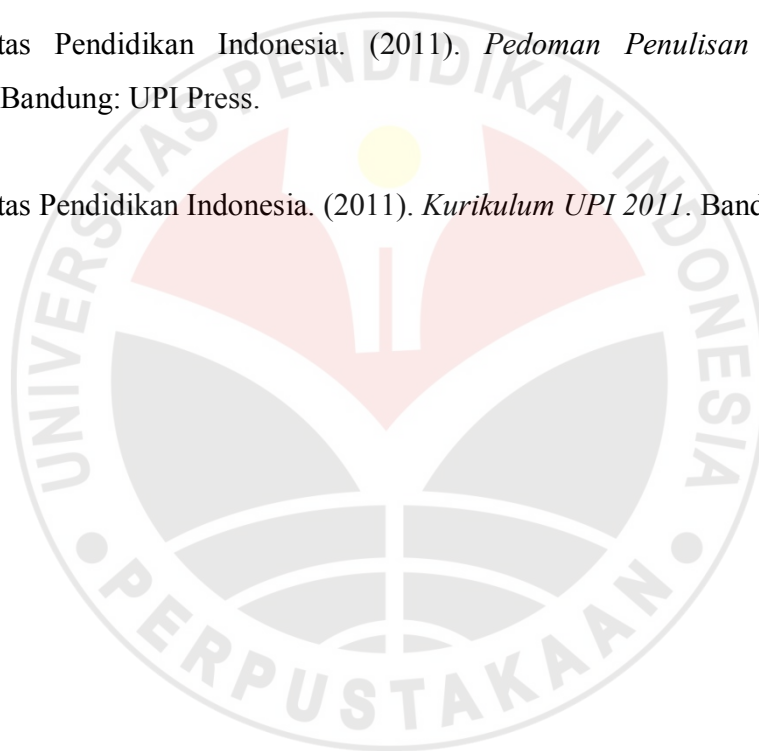 tas Pendidikan Indonesia. (2011). Pedoman Penulisan
Bandung: UPI Press.
tas Pendidikan Indonesia. (2011). Kurikulum UPI 2011. Band
UNIVERSITAS PENDIDIKAN INDONESIA
PERPUSTAKAAN